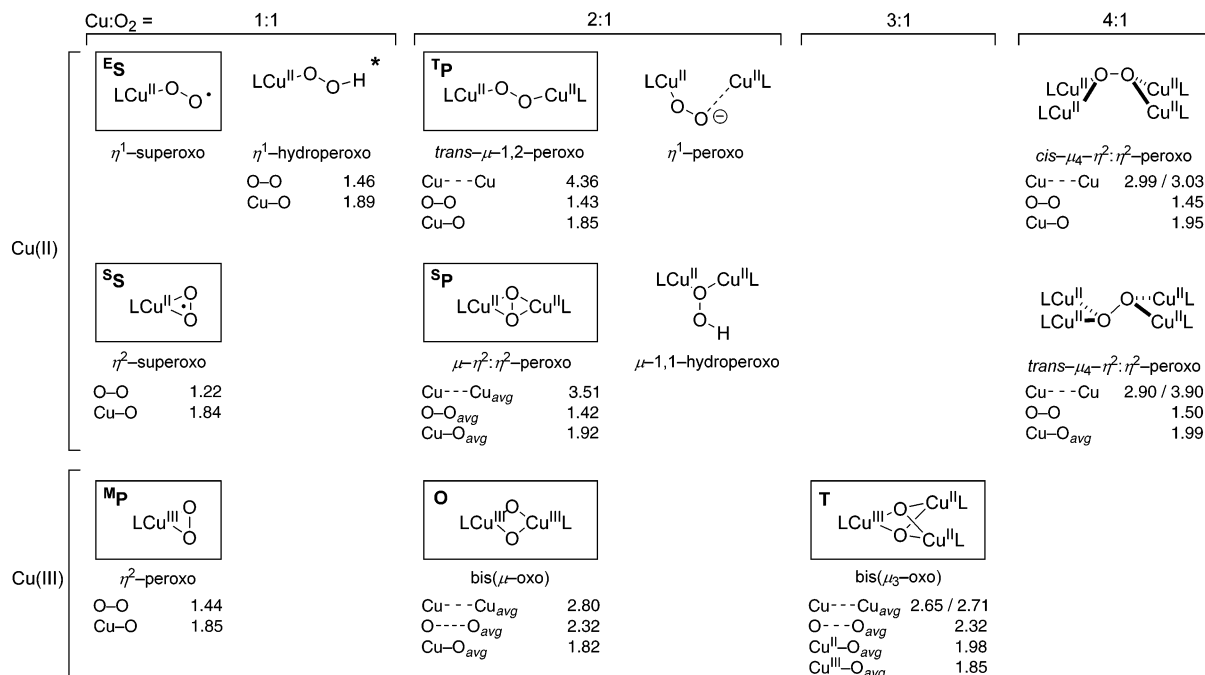 Cu:O2 = 1:1 2:1 3:1 4:1
Cu(II)
ES
LCuII O O •
η1–superoxo
LCuII O O H *
η1–hydroperoxo
O–O 1.46
Cu–O 1.89
TP
LCuII O O CuIIL
trans–μ–1,2–peroxo
Cu---Cu 4.36
O–O 1.43
Cu–O 1.85
LCuII O O ⊖ CuIIL
η1–peroxo
LCuII LCuII O–O CuIIL CuIIL
cis–μ4–η2:η2–peroxo
Cu---Cu 2.99 / 3.03
O–O 1.45
Cu–O 1.95
SS
LCuII • O O
η2–superoxo
O–O 1.22
Cu–O 1.84
SP
LCuII O O CuIIL
μ–η2:η2–peroxo
Cu---Cuavg 3.51
O–Oavg 1.42
Cu–Oavg 1.92
LCuII CuIIL O O H
μ–1,1–hydroperoxo
LCuII LCuII O O CuIIL CuIIL
trans–μ4–η2:η2–peroxo
Cu---Cu 2.90 / 3.90
O–O 1.50
Cu–Oavg 1.99
Cu(III)
MP
LCuIII O O
η2–peroxo
O–O 1.44
Cu–O 1.85
O
LCuIII O O CuIIIL
bis(μ–oxo)
Cu---Cuavg 2.80
O----Oavg 2.32
Cu–Oavg 1.82
T
LCuIII O O CuIIL CuIIL
bis(μ3–oxo)
Cu---Cuavg 2.65 / 2.71
O---Oavg 2.32
CuII–Oavg 1.98
CuIII–Oavg 1.85